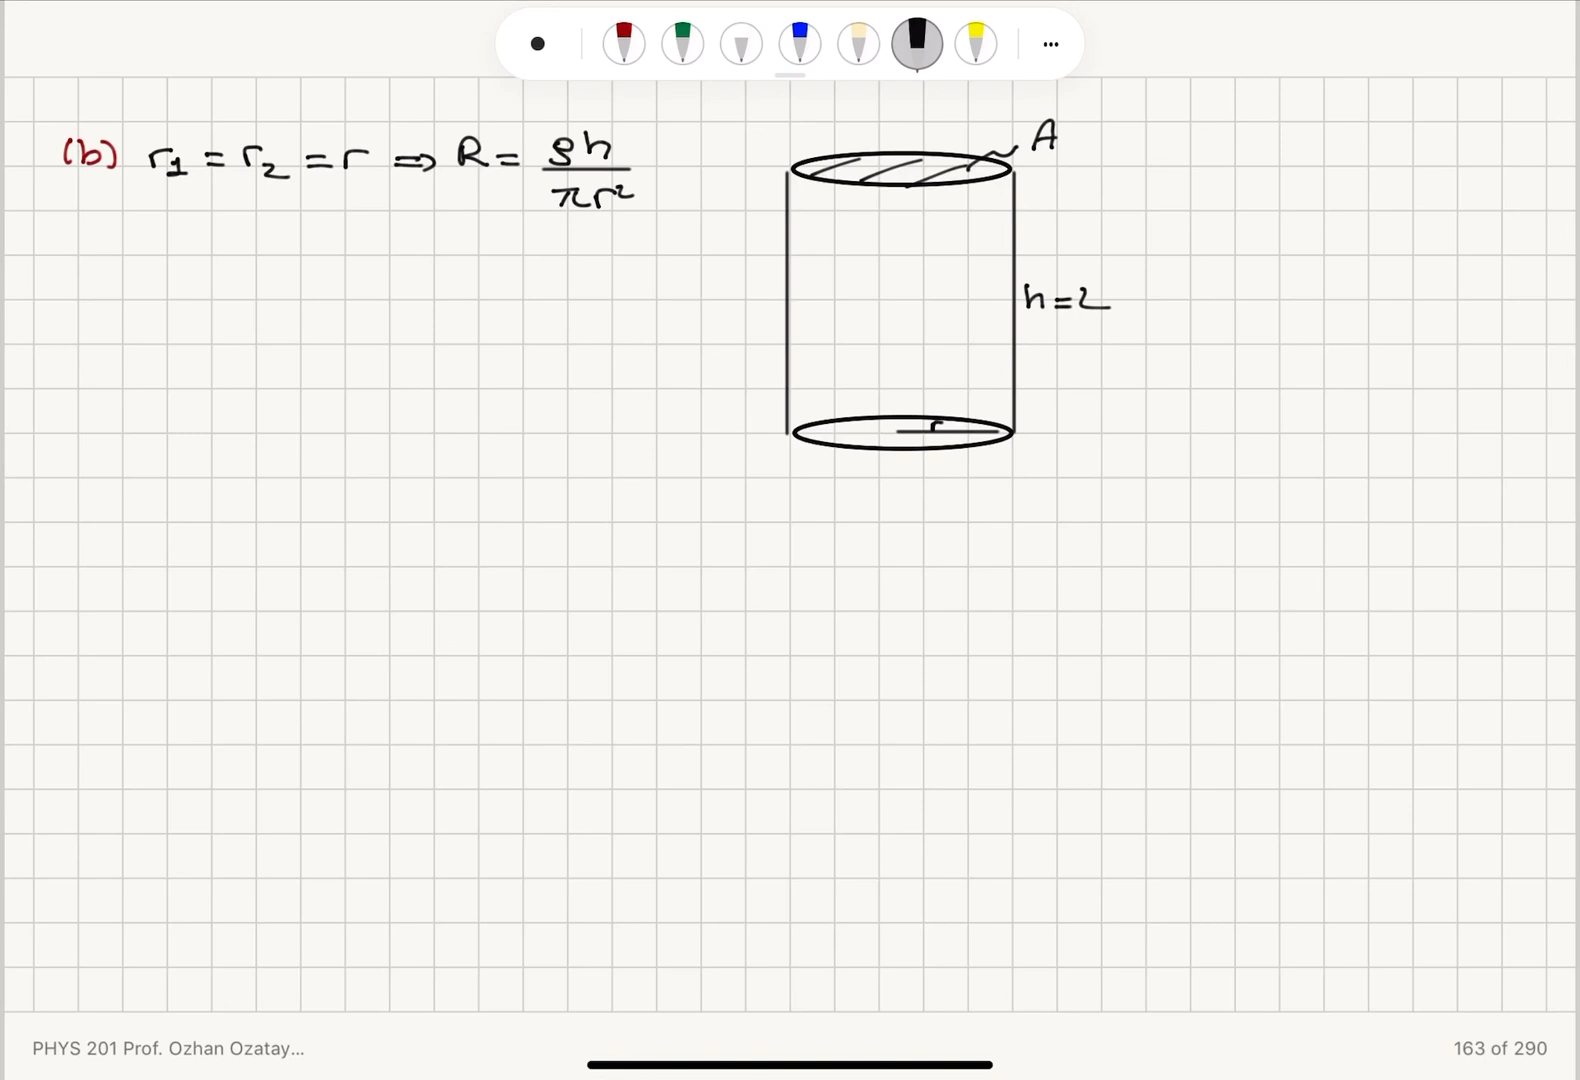 (b) r₁ = r₂ = r ⇒ R = ρh / πr²
A
h = L
r
PHYS 201 Prof. Ozhan Ozatay...
163 of 290